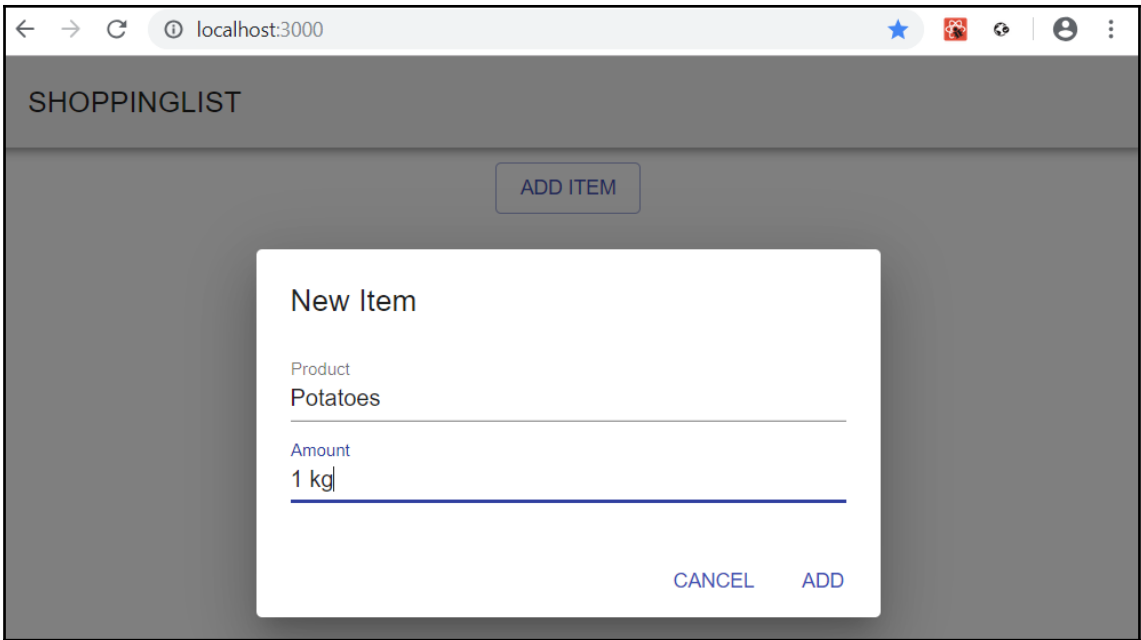 localhost:3000
SHOPPINGLIST
ADD ITEM
New Item
Product
Potatoes
Amount
1 kg
CANCEL ADD